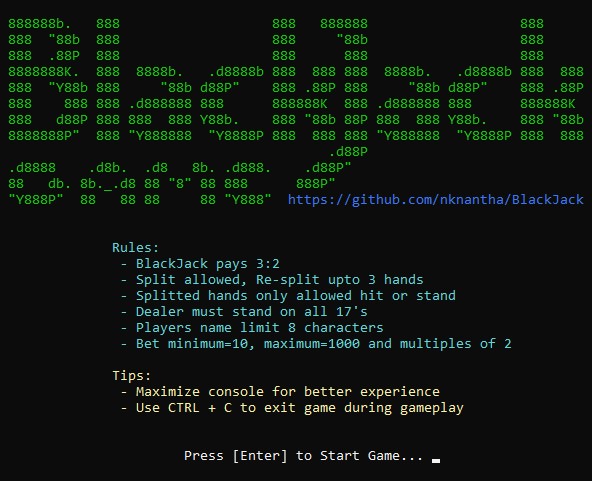 888888b.   888                   888   888888                   888
888  "88b  888                   888     "88b                   888
888  .88P  888                   888      888                   888
8888888K.  888  8888b.   .d8888b 888  888 888  8888b.   .d8888b 888  888
888  "Y88b 888     "88b d88P"    888 .88P 888     "88b d88P"    888 .88P
888    888 888 .d888888 888      888888K  888 .d888888 888      888888K
888   d88P 888 888  888 Y88b.    888 "88b 88P 888  888 Y88b.    888 "88b
8888888P"  888 "Y888888  "Y8888P 888  888 888 "Y888888  "Y8888P 888  888
                                        .d88P
.d8888    .d8b.  .d8   8b. .d888.    .d88P"
88   db. 8b._.d8 88 "8" 88 888      888P"
"Y888P"  88   88 88     88 "Y888"  https://github.com/nknantha/BlackJack
Rules:
- BlackJack pays 3:2
- Split allowed, Re-split upto 3 hands
- Splitted hands only allowed hit or stand
- Dealer must stand on all 17's
- Players name limit 8 characters
- Bet minimum=10, maximum=1000 and multiples of 2
Tips:
- Maximize console for better experience
- Use CTRL + C to exit game during gameplay
Press [Enter] to Start Game...